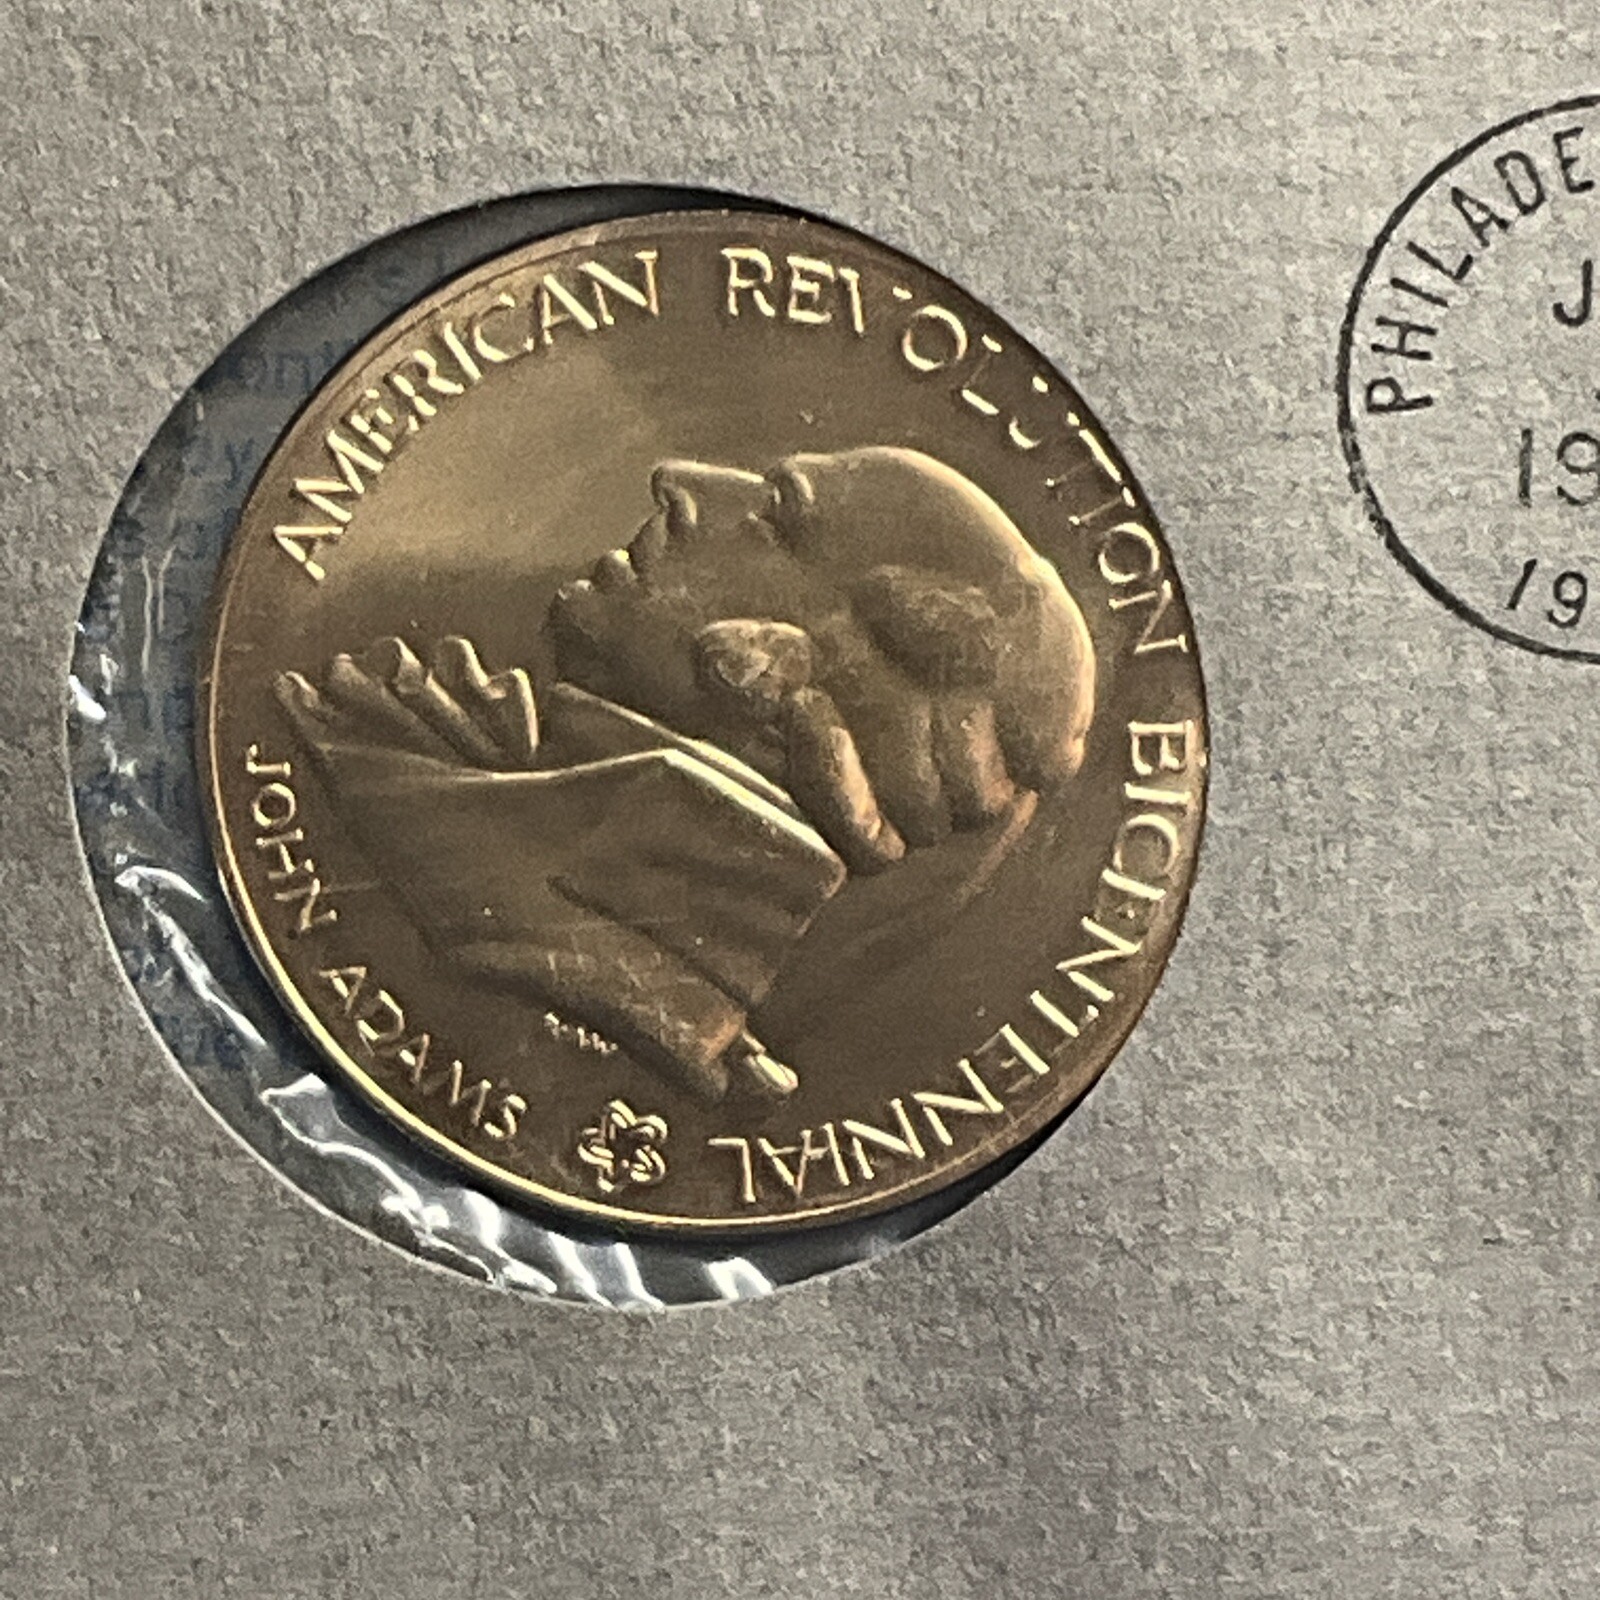 AMERICAN REVOLUTION BICENTENNIAL
JOHN ADAMS
PHILADE
J
19
19